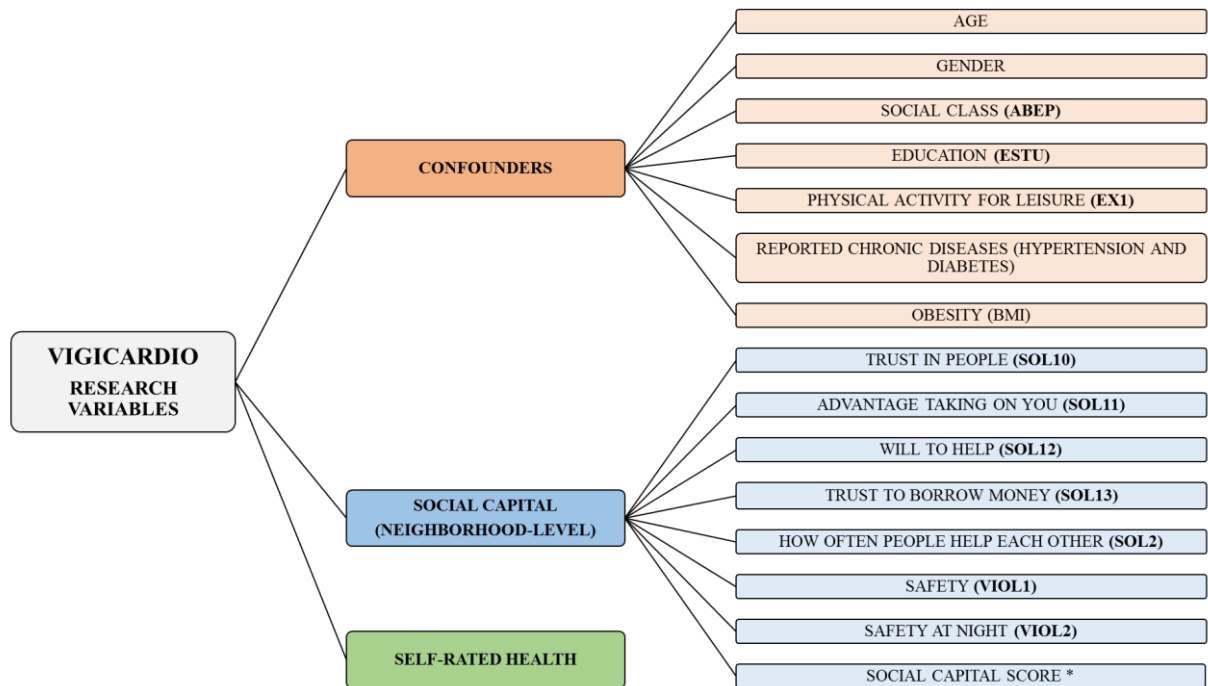 VIGICARDIO
RESEARCH
VARIABLES
CONFOUNDERS
AGE
GENDER
SOCIAL CLASS (ABEP)
EDUCATION (ESTU)
PHYSICAL ACTIVITY FOR LEISURE (EX1)
REPORTED CHRONIC DISEASES (HYPERTENSION AND
DIABETES)
OBESITY (BMI)
SOCIAL CAPITAL
(NEIGHBORHOOD-LEVEL)
TRUST IN PEOPLE (SOL10)
ADVANTAGE TAKING ON YOU (SOL11)
WILL TO HELP (SOL12)
TRUST TO BORROW MONEY (SOL13)
HOW OFTEN PEOPLE HELP EACH OTHER (SOL2)
SAFETY (VIOL1)
SAFETY AT NIGHT (VIOL2)
SOCIAL CAPITAL SCORE *
SELF-RATED HEALTH